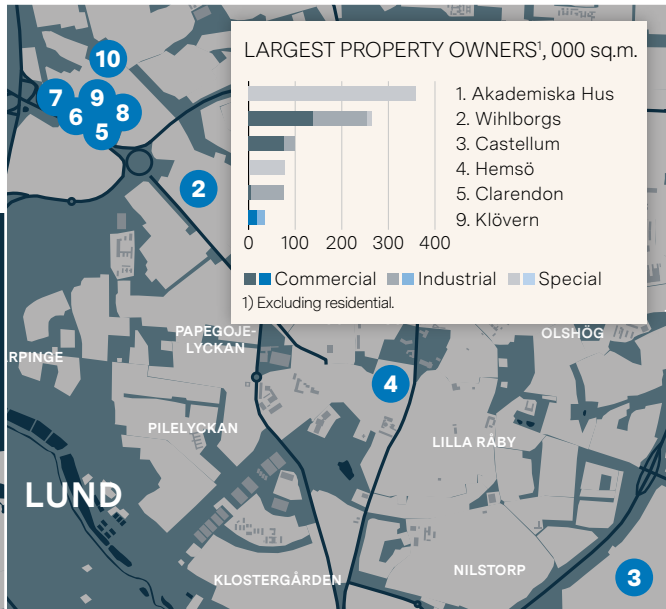 LARGEST PROPERTY OWNERS¹, 000 sq.m.
1. Akademiska Hus
2. Wihlborgs
3. Castellum
4. Hemsö
5. Clarendon
9. Klövern
0 100 200 300 400
Commercial Industrial Special
1) Excluding residential.
10
7 9 8
6 5
2
PAPEGOJE-
LYCKAN
OLSHÖG
ARPINGE
4
PILELYCKAN
LILLA RÅBY
LUND
NILSTORP
3
KLOSTERGÅRDEN